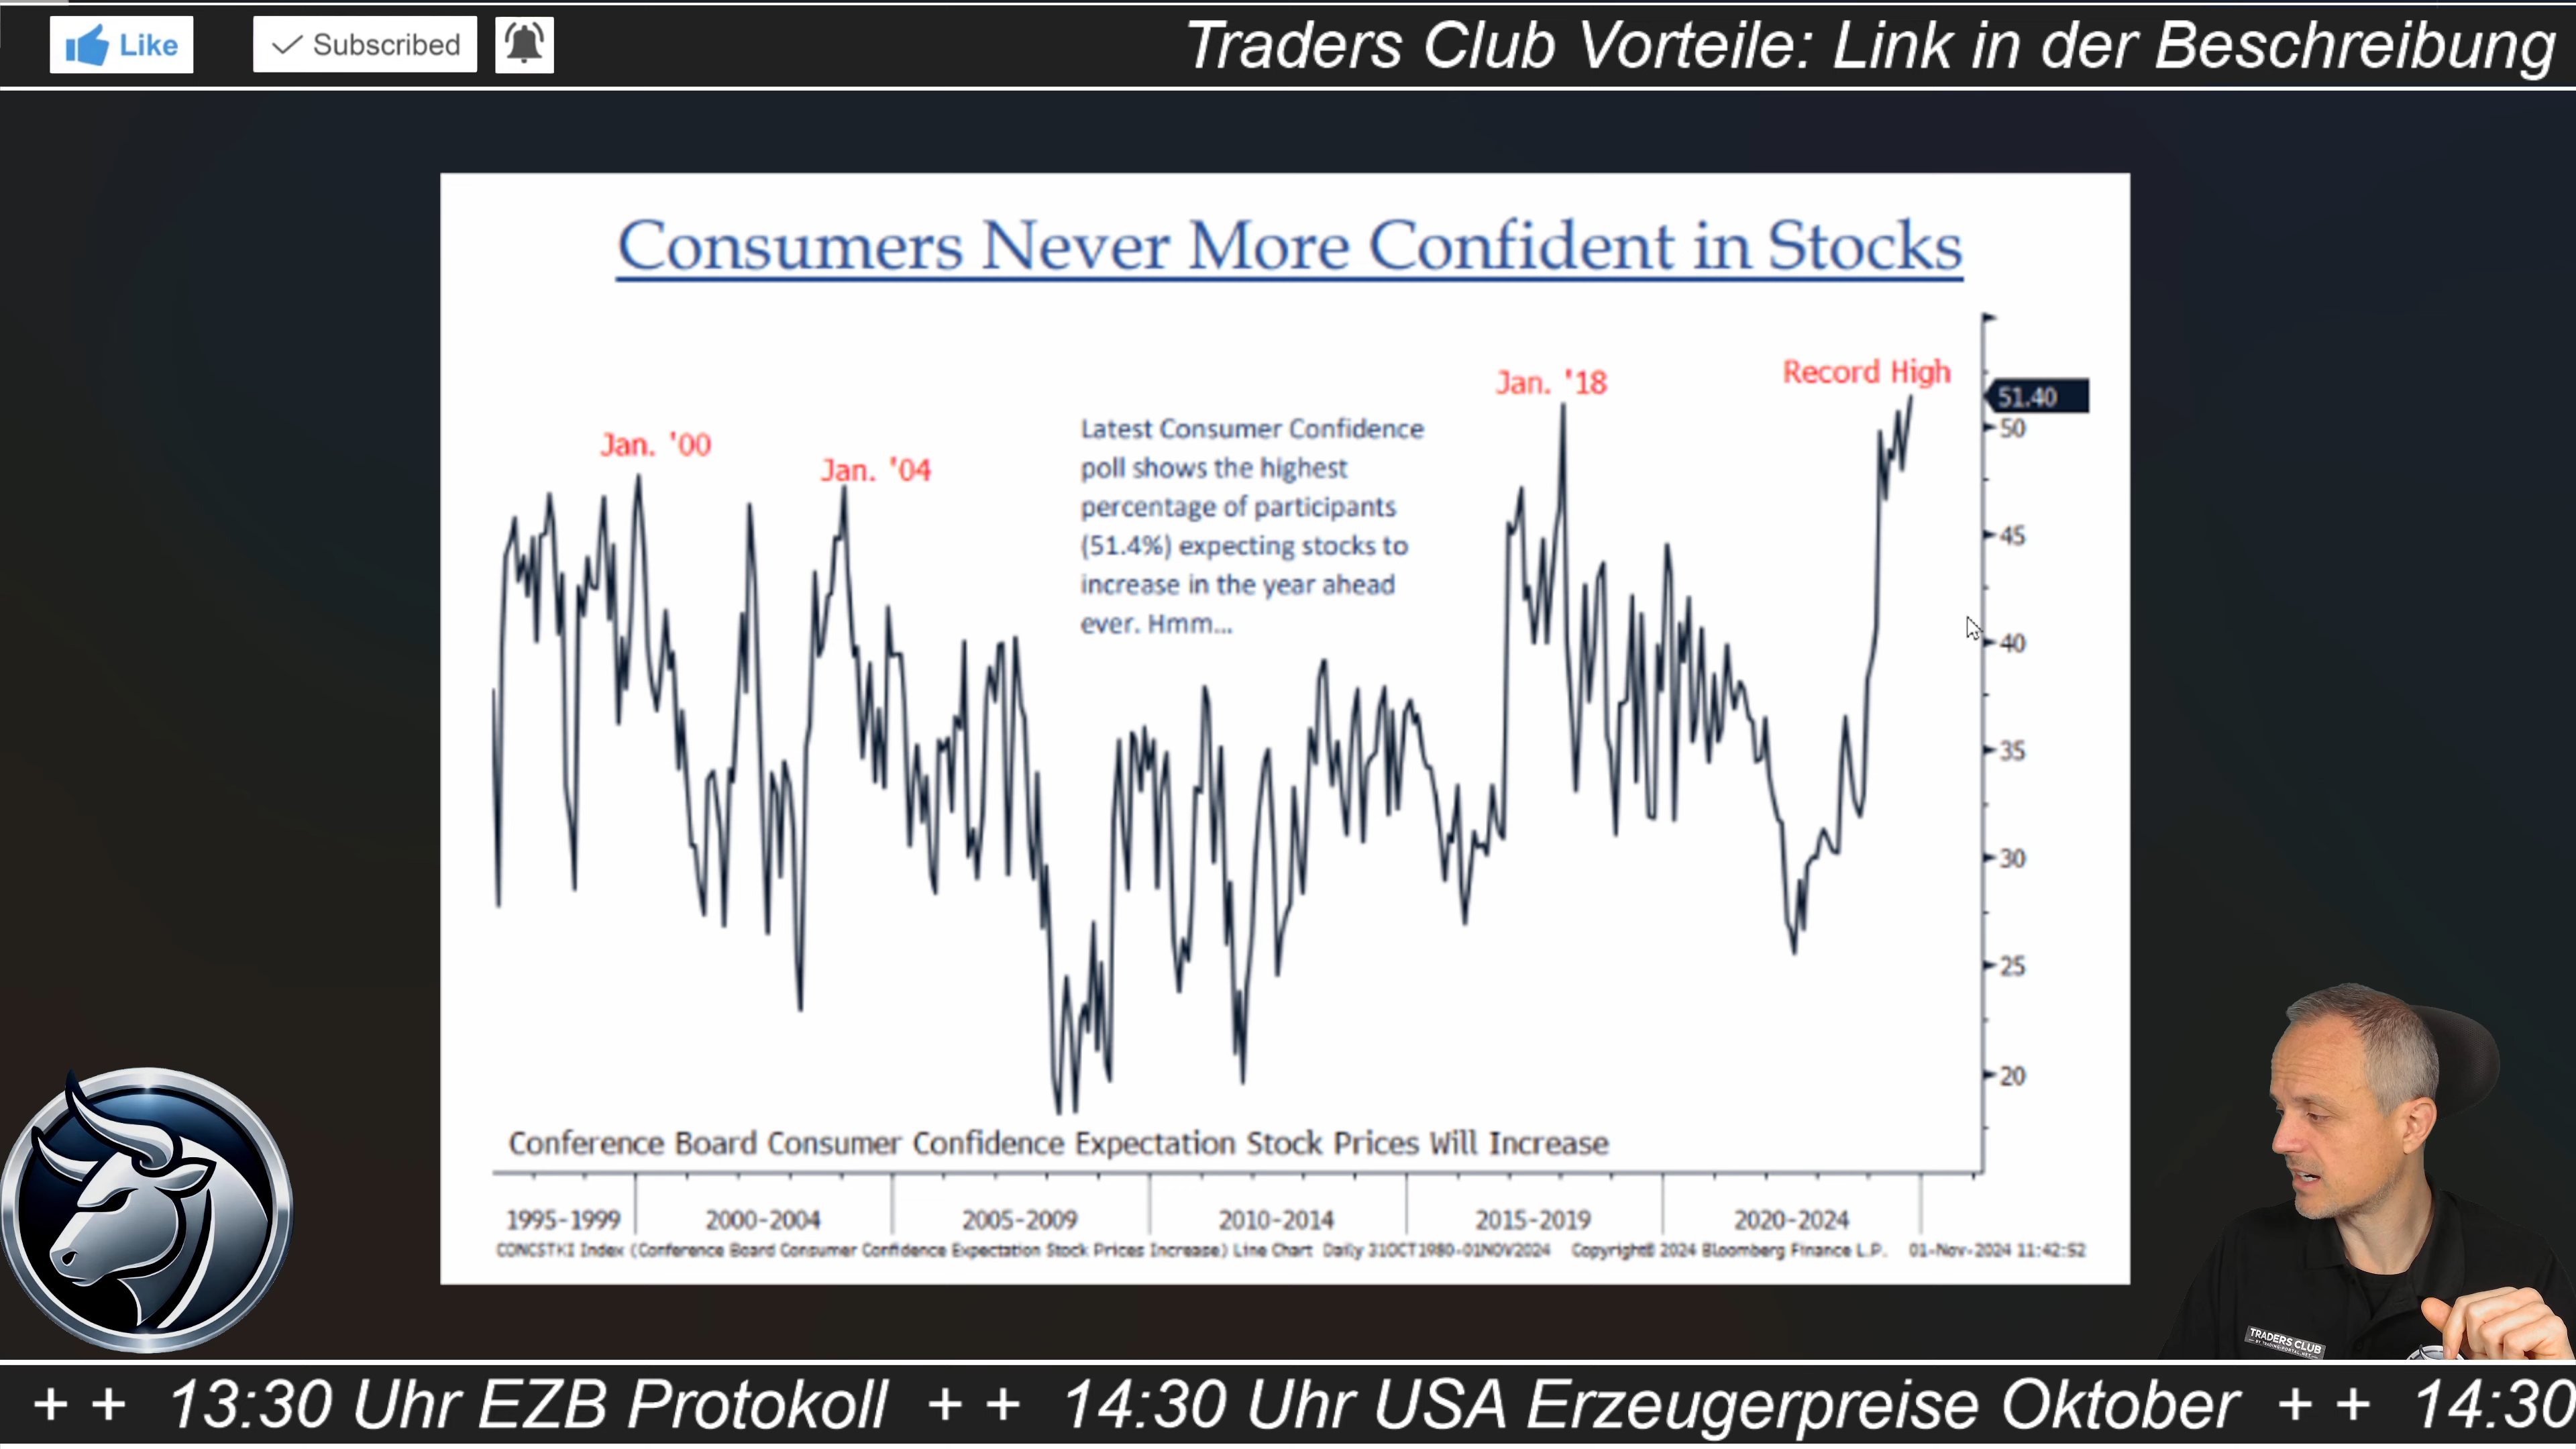 Like
Subscribed
Traders Club Vorteile: Link in der Beschreibung
Consumers Never More Confident in Stocks
Record High
Jan. '18
51.40
50
Jan. '00
Jan. '04
Latest Consumer Confidence
poll shows the highest
percentage of participants
(51.4%) expecting stocks to
increase in the year ahead
ever. Hmm...
45
40
35
30
25
20
Conference Board Consumer Confidence Expectation Stock Prices Will Increase
1995-1999 2000-2004 2005-2009 2010-2014 2015-2019 2020-2024
CONCSTKI Index (Conference Board Consumer Confidence Expectation Stock Prices Increase) Line Chart Daily 31OCT1980-01NOV2024 Copyright© 2024 Bloomberg Finance L.P. 01-Nov-2024 11:42:52
TRADERS CLUB
+ + 13:30 Uhr EZB Protokoll + + 14:30 Uhr USA Erzeugerpreise Oktober + + 14:30